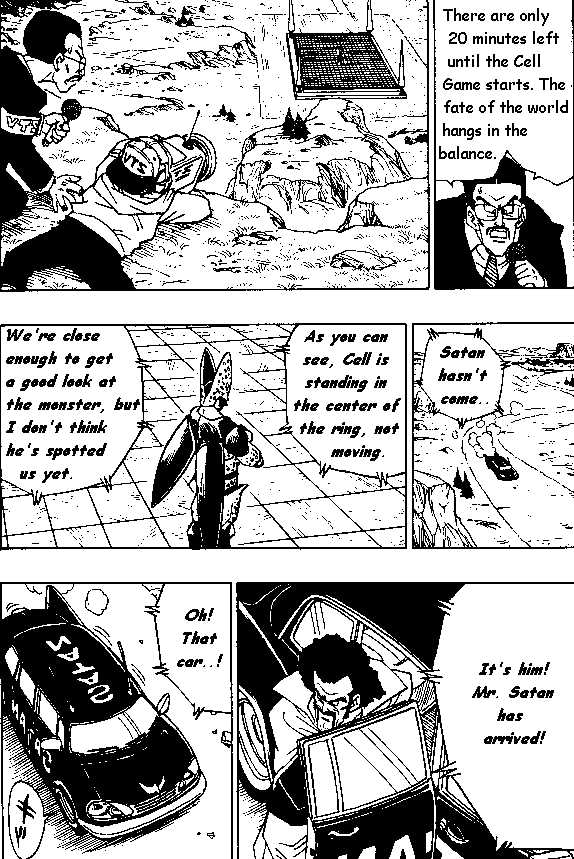 VTS
VTS
There are only
20 minutes left
until the Cell
Game starts. The
fate of the world
hangs in the
balance.
We're close
enough to get
a good look at
the monster, but
I don't think
he's spotted
us yet.
As you can
see, Cell is
standing in
the center of
the ring, not
moving.
Satan
hasn't
come..
Oh!
That
car..!
It's him!
Mr. Satan
has
arrived!